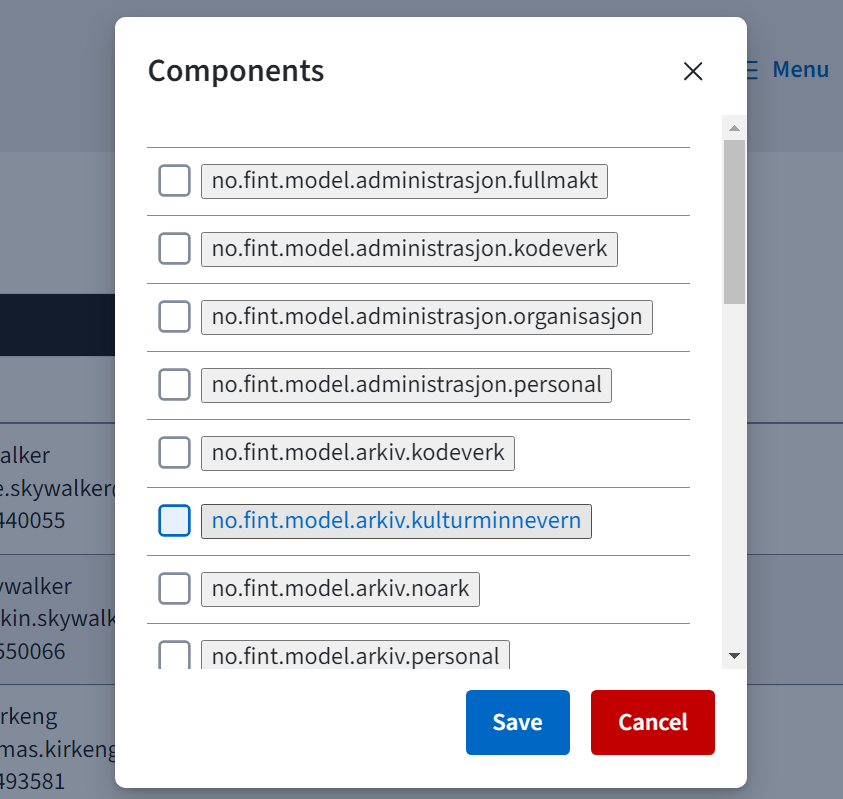 Components
Menu
no.fint.model.administrasjon.fullmakt
no.fint.model.administrasjon.kodeverk
no.fint.model.administrasjon.organisasjon
no.fint.model.administrasjon.personal
no.fint.model.arkiv.kodeverk
no.fint.model.arkiv.kulturminnevern
no.fint.model.arkiv.noark
no.fint.model.arkiv.personal
alker
e.skywalker
440055
ywalker
kin.skywalk
550066
rkeng
mas.kirkeng
493581
Save
Cancel